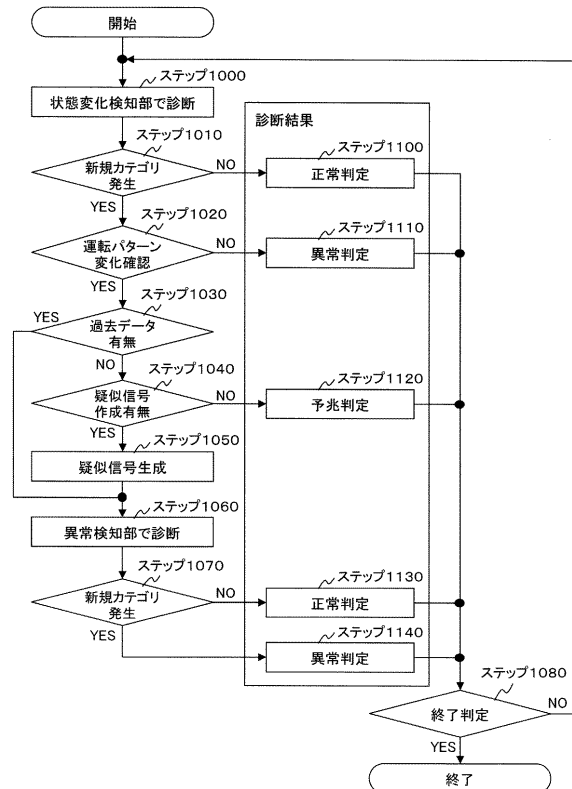 開始
ステップ1000
状態変化検知部で診断
診断結果
ステップ1010
新規カテゴリ
発生
NO
YES
ステップ1100
正常判定
ステップ1020
運転パターン
変化確認
NO
YES
ステップ1110
異常判定
ステップ1030
YES
過去データ
有無
NO
ステップ1040
疑似信号
作成有無
NO
YES
ステップ1120
予兆判定
ステップ1050
疑似信号生成
ステップ1060
異常検知部で診断
ステップ1070
新規カテゴリ
発生
NO
YES
ステップ1130
正常判定
ステップ1140
異常判定
ステップ1080
終了判定
NO
YES
終了